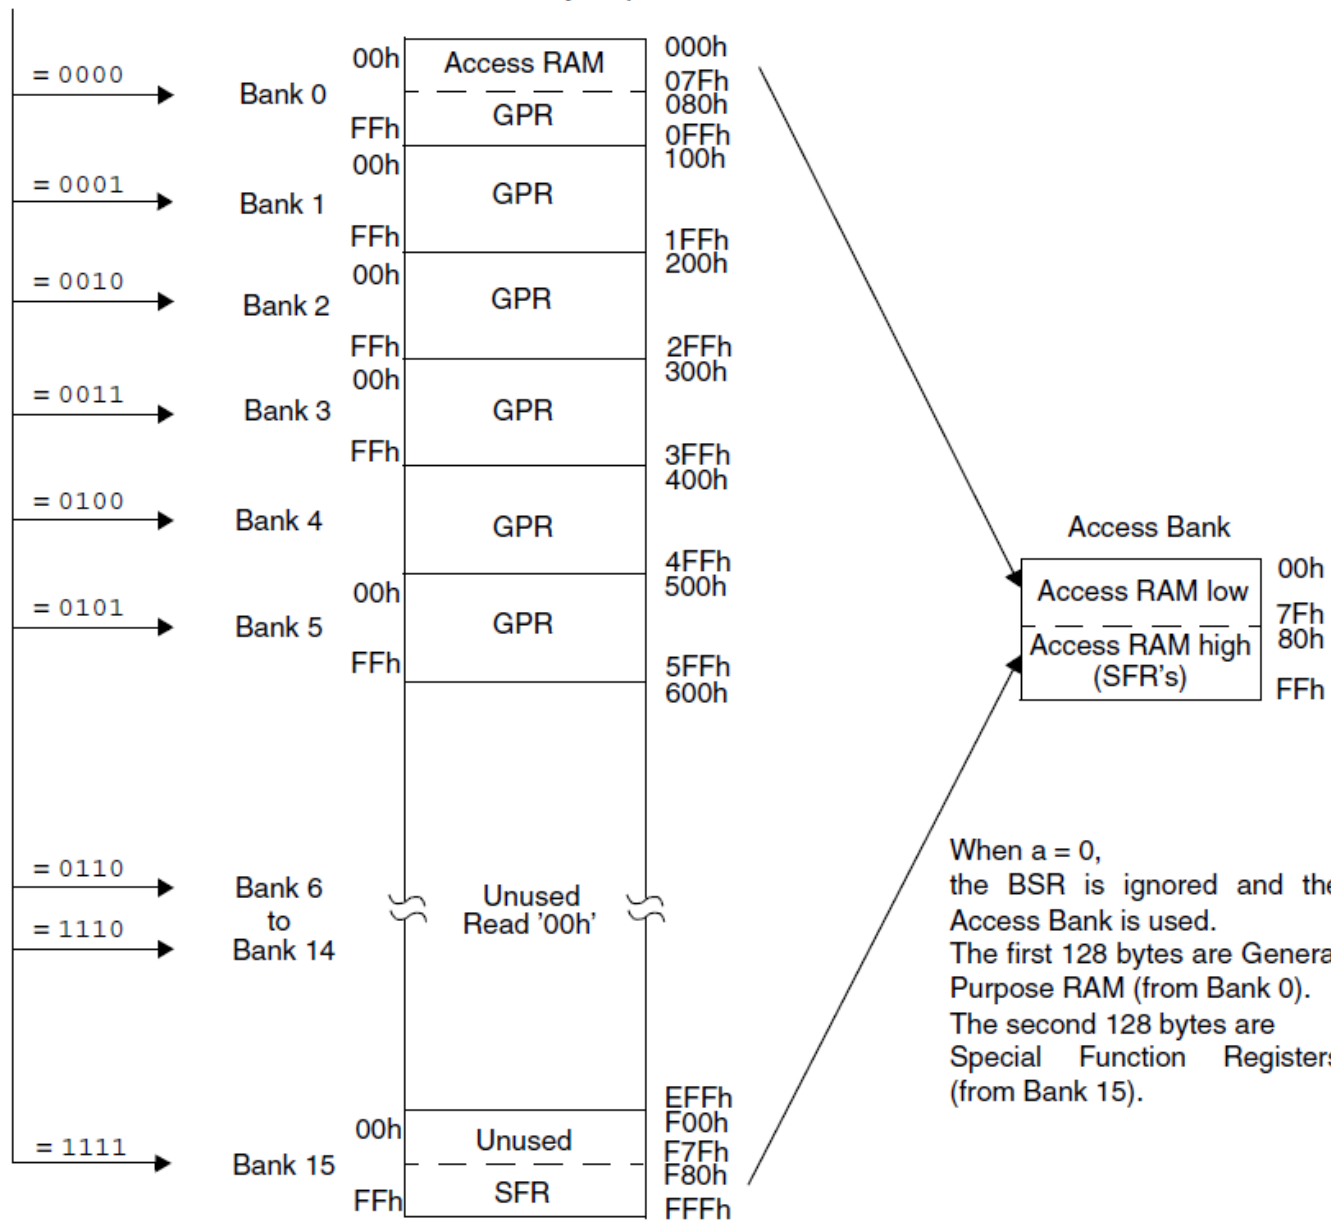 00h
Access RAM
000h
= 0000
Bank 0
07Fh
080h
FFh
GPR
0FFh
100h
00h
= 0001
Bank 1
GPR
FFh
1FFh
200h
00h
= 0010
Bank 2
GPR
FFh
2FFh
300h
00h
= 0011
Bank 3
GPR
FFh
3FFh
400h
= 0100
Bank 4
GPR
4FFh
500h
00h
= 0101
Bank 5
GPR
FFh
5FFh
600h
Access Bank
Access RAM low
00h
7Fh
Access RAM high
(SFR's)
80h
FFh
= 0110
Bank 6
to
= 1110
Bank 14
Unused
Read '00h'
When a = 0,
the BSR is ignored and the
Access Bank is used.
The first 128 bytes are Genera
Purpose RAM (from Bank 0).
The second 128 bytes are
Special Function Registers
(from Bank 15).
EFFh
F00h
00h
Unused
= 1111
Bank 15
F7Fh
F80h
FFh
SFR
FFFh